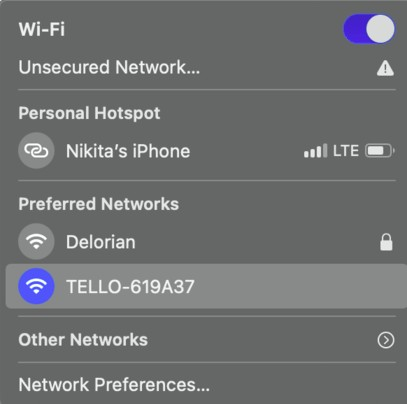 Wi-Fi
Unsecured Network...
Personal Hotspot
Nikita’s iPhone LTE
Preferred Networks
Delorian
TELLO-619A37
Other Networks
Network Preferences...